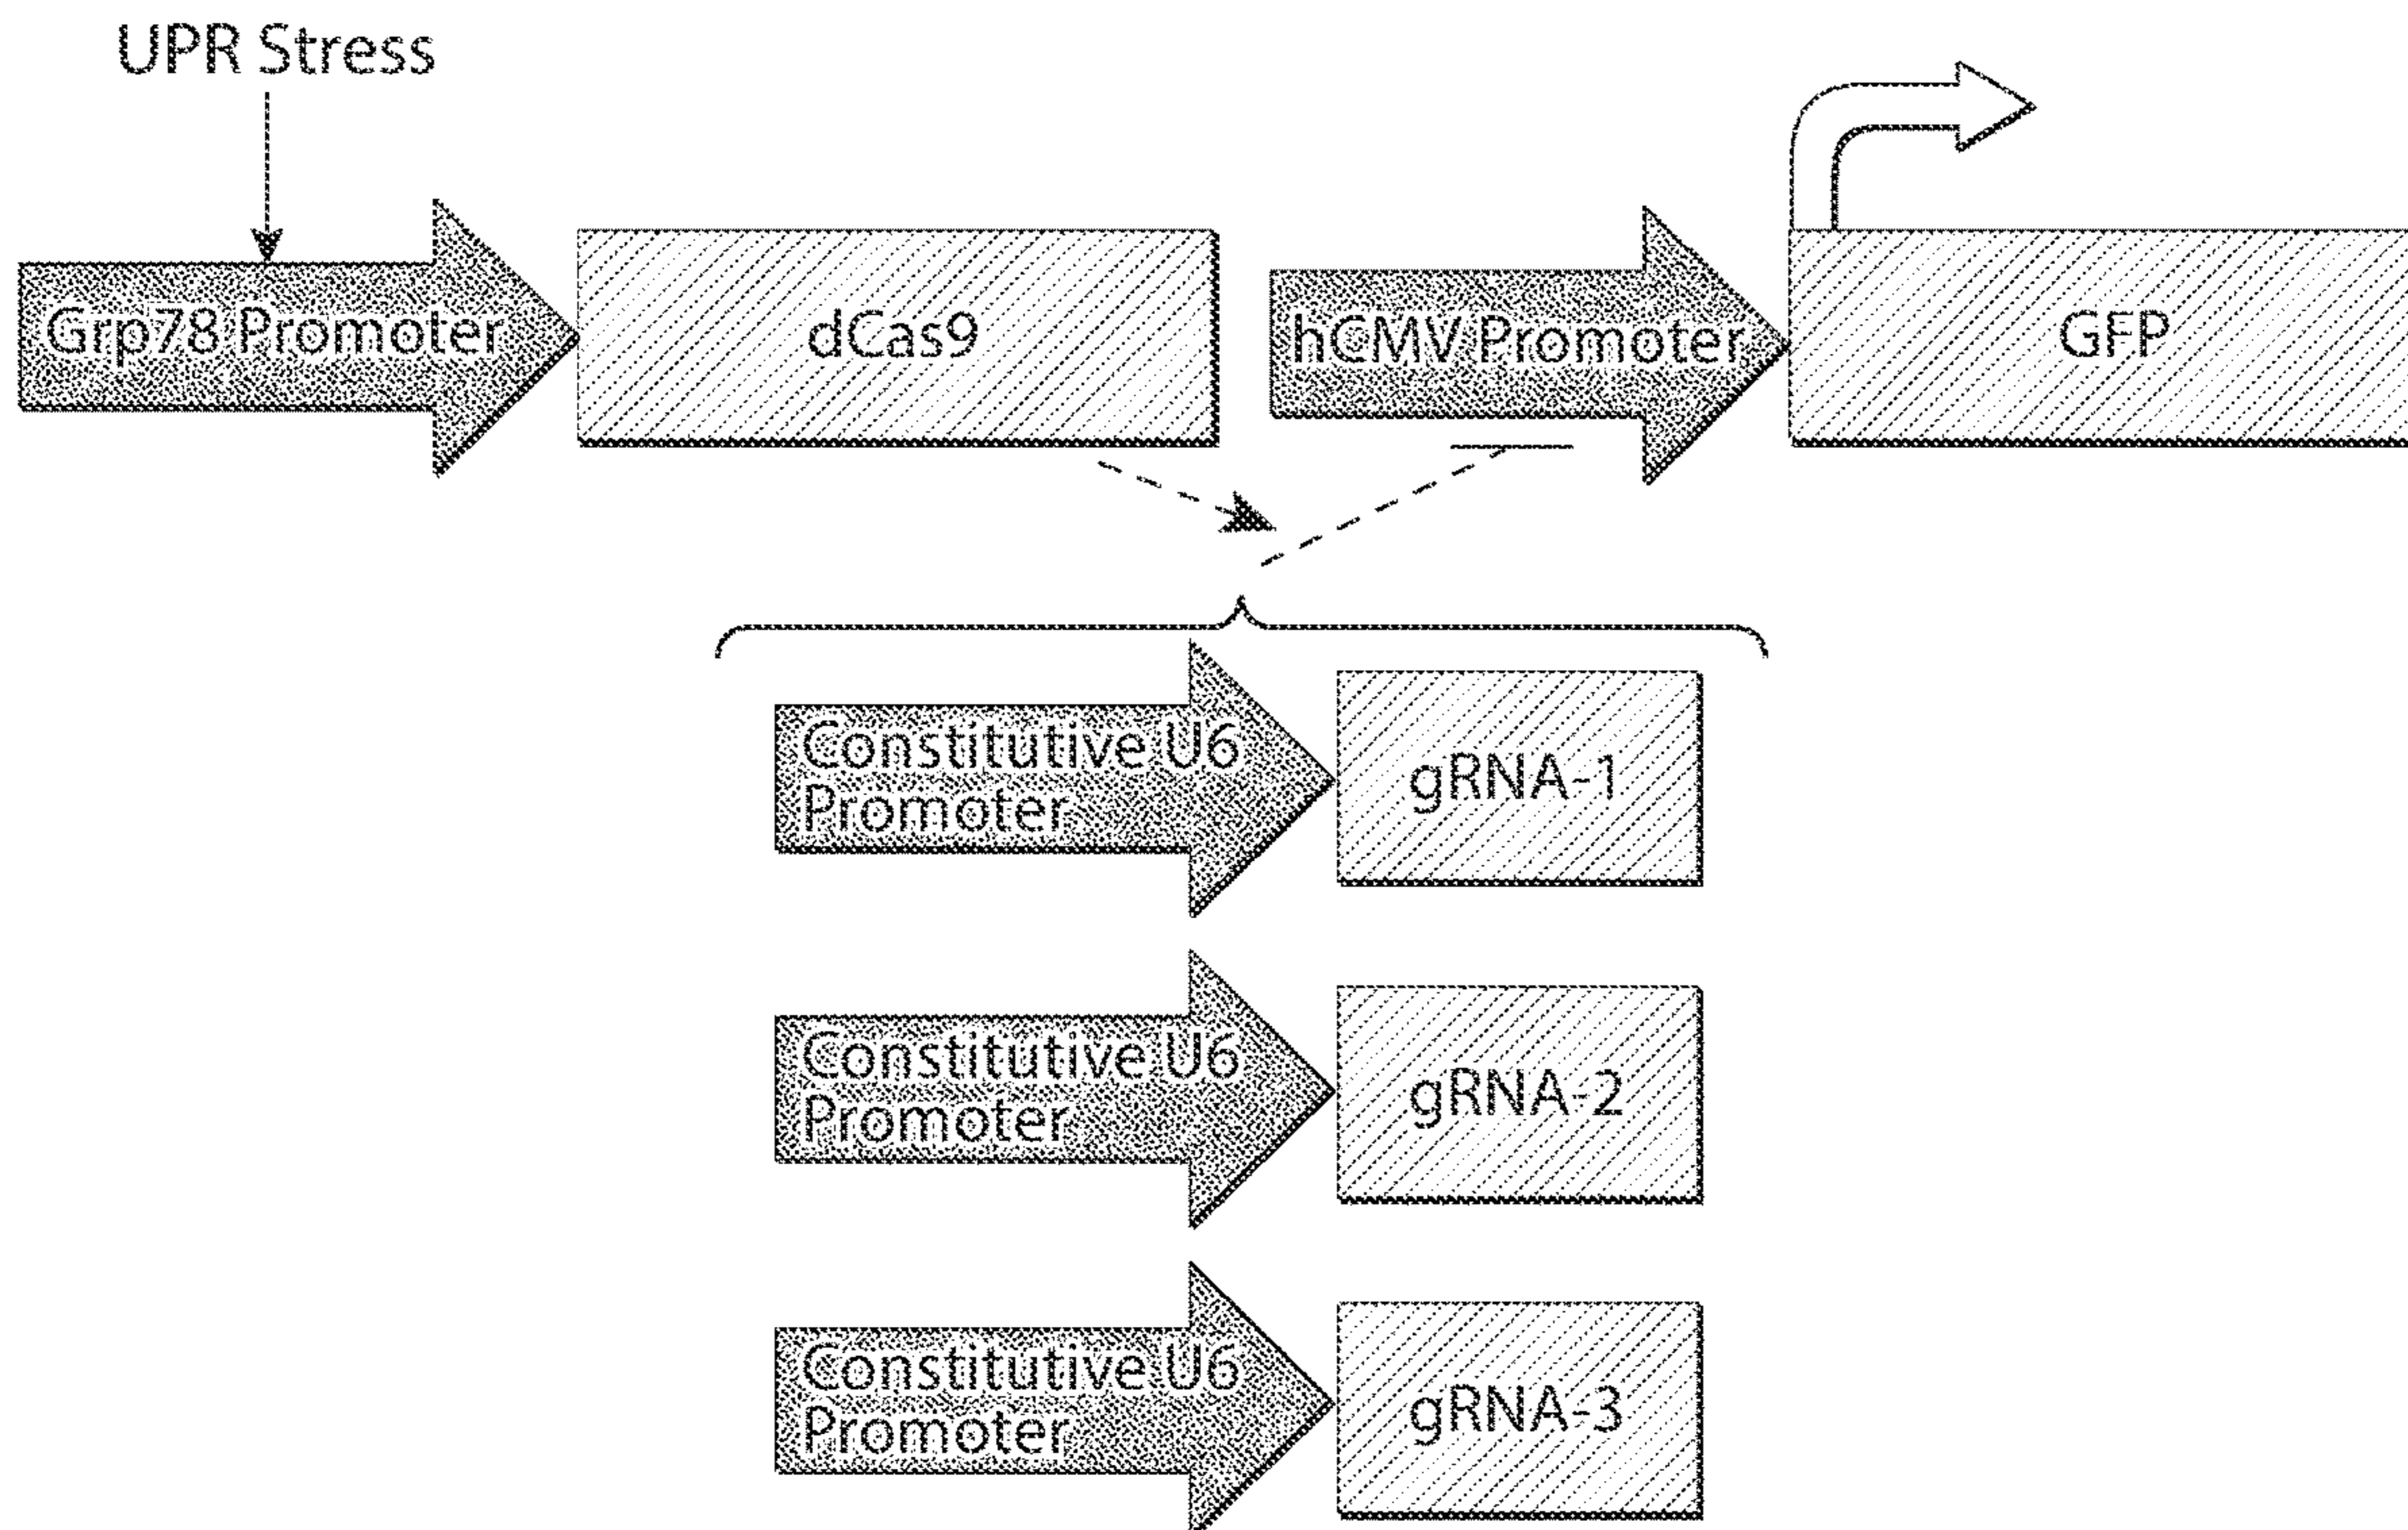 UPR Stress
Grp78 Promoter
dCas9
hCMV Promoter
GFP
Constitutive U6
Promoter
gRNA-1
Constitutive U6
Promoter
gRNA-2
Constitutive U6
Promoter
gRNA-3